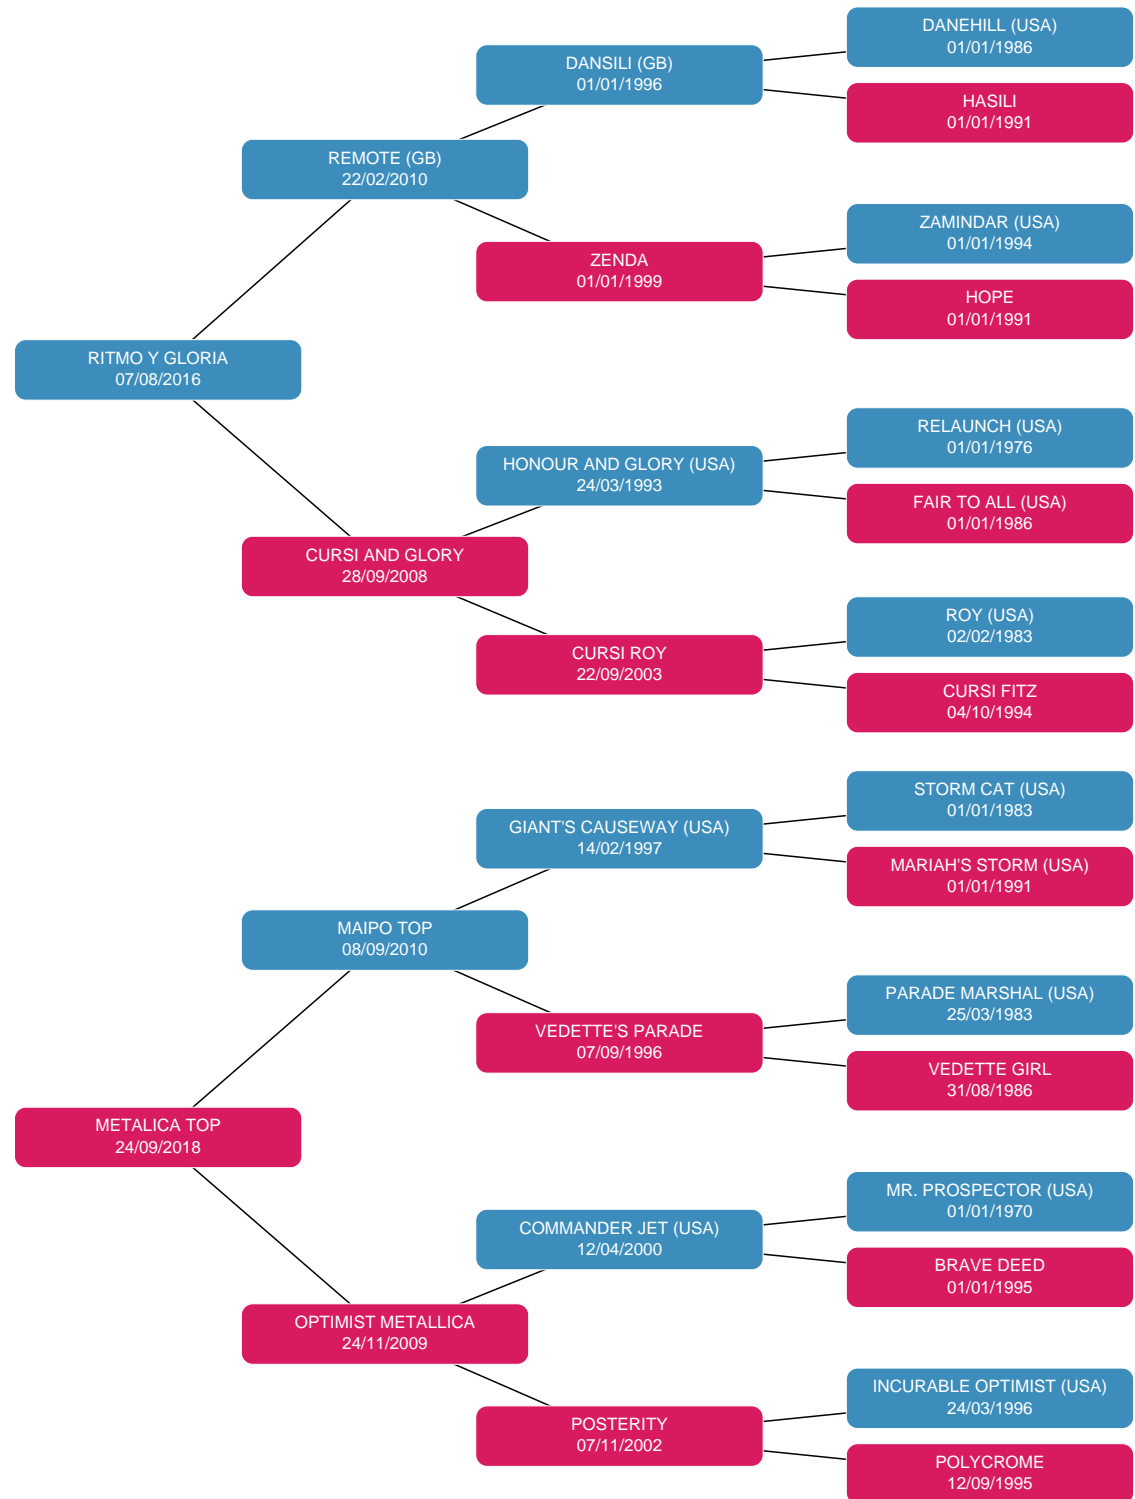 DANEHILL (USA)
01/01/1986
DANSILI (GB)
01/01/1996
HASILI
01/01/1991
REMOTE (GB)
22/02/2010
ZAMINDAR (USA)
01/01/1994
ZENDA
01/01/1999
HOPE
01/01/1991
RITMO Y GLORIA
07/08/2016
RELAUNCH (USA)
01/01/1976
HONOUR AND GLORY (USA)
24/03/1993
FAIR TO ALL (USA)
01/01/1986
CURSI AND GLORY
28/09/2008
ROY (USA)
02/02/1983
CURSI ROY
22/09/2003
CURSI FITZ
04/10/1994
STORM CAT (USA)
01/01/1983
GIANT'S CAUSEWAY (USA)
14/02/1997
MARIAH'S STORM (USA)
01/01/1991
MAIPO TOP
08/09/2010
PARADE MARSHAL (USA)
25/03/1983
VEDETTE'S PARADE
07/09/1996
VEDETTE GIRL
31/08/1986
METALICA TOP
24/09/2018
MR. PROSPECTOR (USA)
01/01/1970
COMMANDER JET (USA)
12/04/2000
BRAVE DEED
01/01/1995
OPTIMIST METALLICA
24/11/2009
INCURABLE OPTIMIST (USA)
24/03/1996
POSTERITY
07/11/2002
POLYCROME
12/09/1995